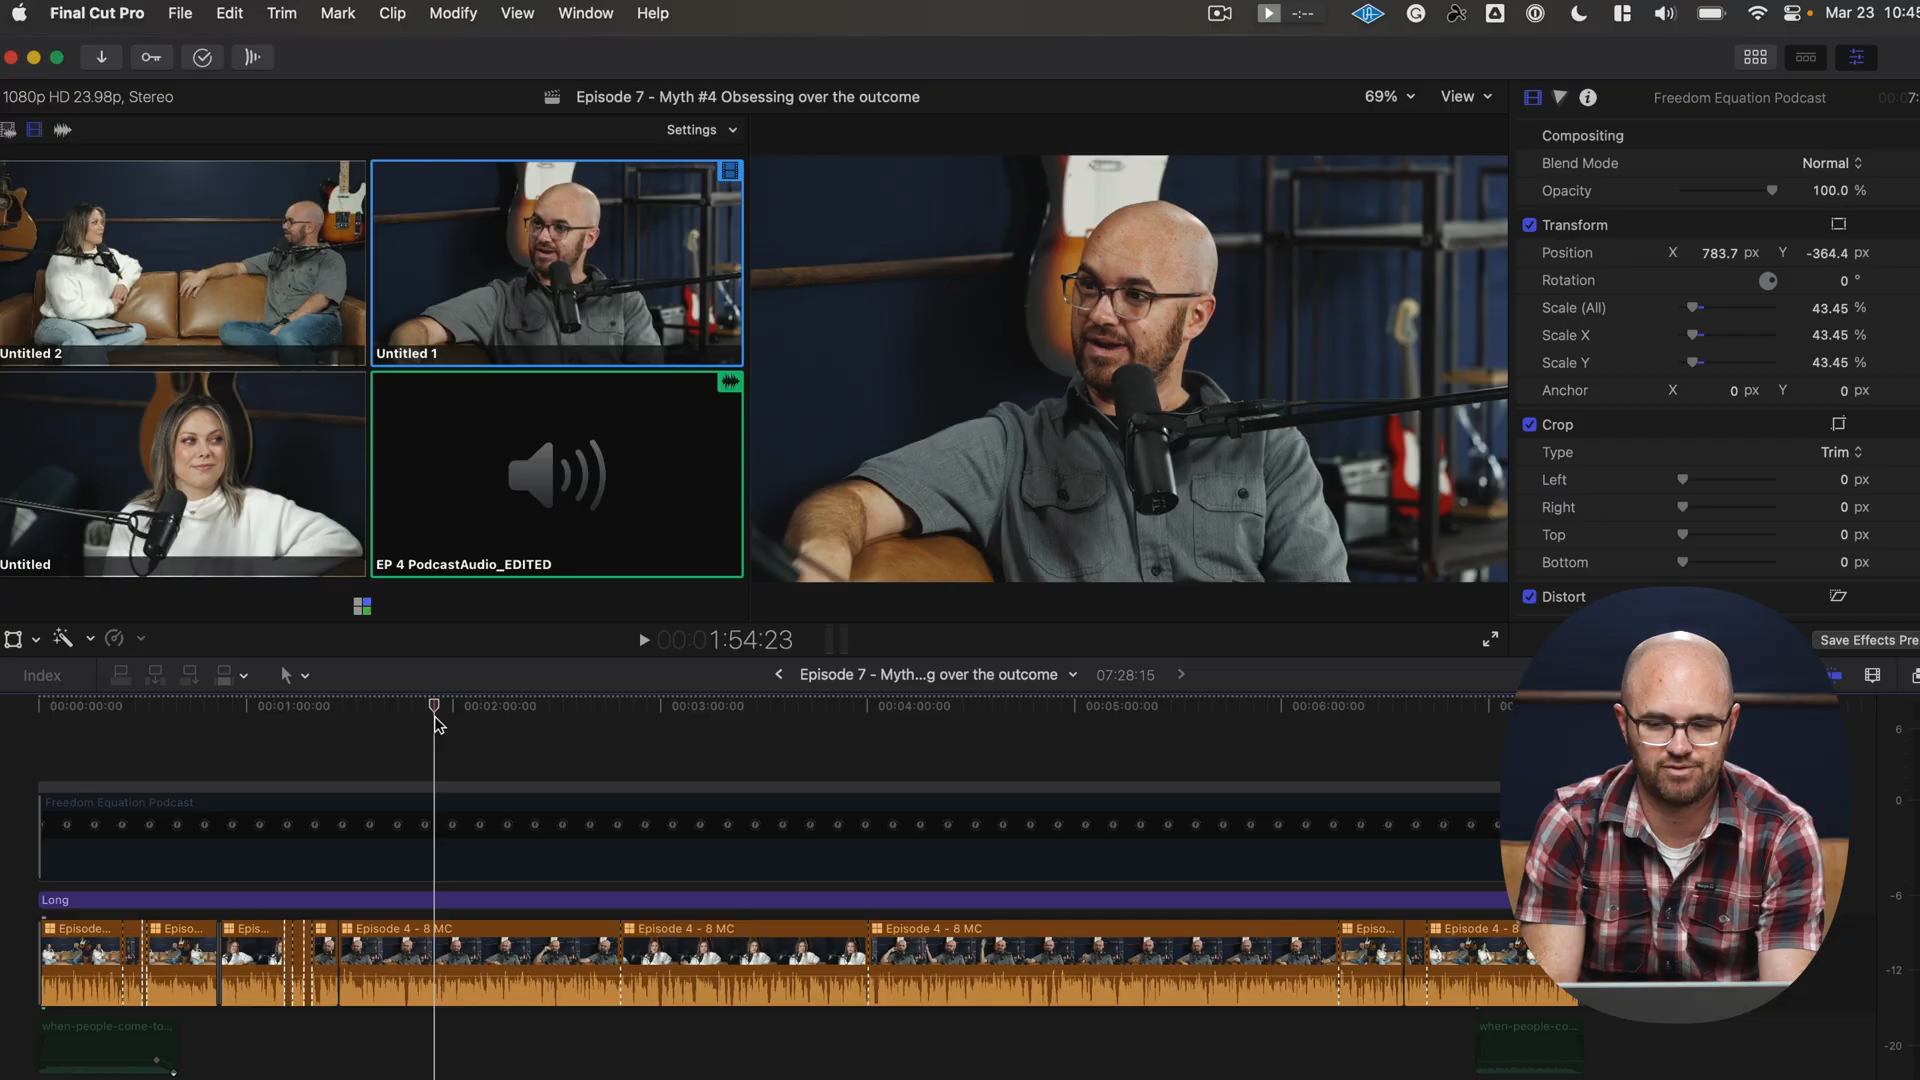 Final Cut Pro File Edit Trim Mark Clip Modify View Window Help -:-- Mar 23 10:45
1080p HD 23.98p, Stereo
Episode 7 - Myth #4 Obsessing over the outcome
69% View
Freedom Equation Podcast
Settings
Untitled 2
Untitled 1
Untitled
EP 4 PodcastAudio_EDITED
Compositing
Blend Mode Normal
Opacity 100.0 %
Transform
Position X 783.7 px Y -364.4 px
Rotation 0 °
Scale (All) 43.45 %
Scale X 43.45 %
Scale Y 43.45 %
Anchor X 0 px Y 0 px
Crop
Type Trim
Left 0 px
Right 0 px
Top 0 px
Bottom 0 px
Distort
00:01:54:23
Save Effects Pre
Index
Episode 7 - Myth...g over the outcome 07:28:15
00:00:00:00 00:01:00:00 00:02:00:00 00:03:00:00 00:04:00:00 00:05:00:00 00:06:00:00
Freedom Equation Podcast
Long
Episode... Episo... Epis... Episode 4 - 8 MC Episode 4 - 8 MC Episode 4 - 8 MC Episo... Episode 4 - 8
when-people-come-to... when-people-co...
6
0
-6
-12
-20